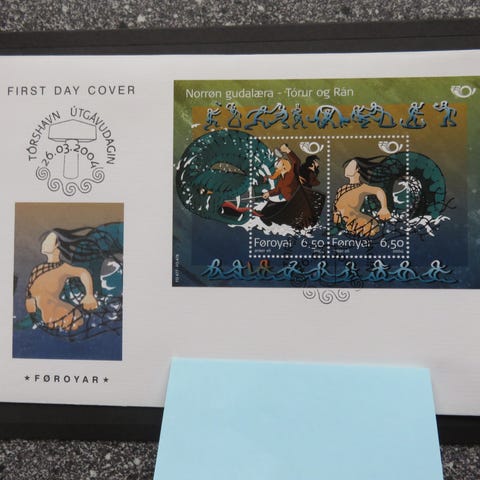 FIRST DAY COVER
TÓRSHAVN ÚTGÁVUDAGIN
26.03.2004
★ FØROYAR ★
Norrøn gudalæra - Tórur og Rán
Føroyar 6,50
Føroyar 6,50